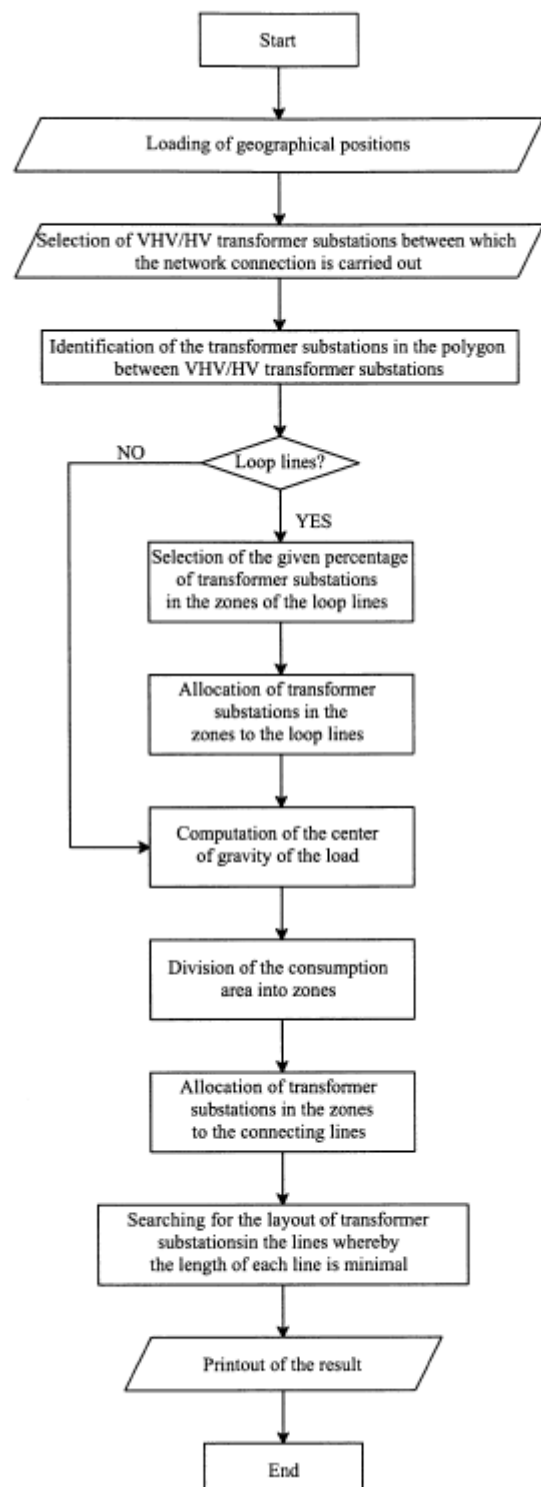 Start
Loading of geographical positions
Selection of VHV/HV transformer substations between which
the network connection is carried out
Identification of the transformer substations in the polygon
between VHV/HV transformer substations
NO
Loop lines?
YES
Selection of the given percentage
of transformer substations
in the zones of the loop lines
Allocation of transformer
substations in the
zones to the loop lines
Computation of the center
of gravity of the load
Division of the consumption
area into zones
Allocation of transformer
substations in the zones
to the connecting lines
Searching for the layout of transformer
substationsin the lines whereby
the length of each line is minimal
Printout of the result
End